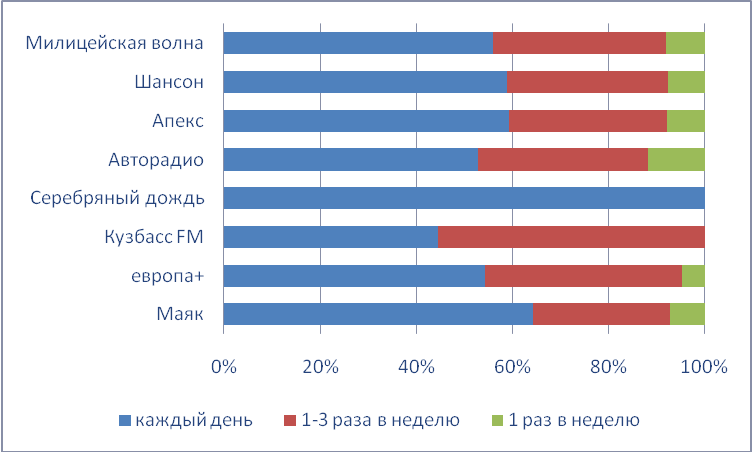 Милицейская волна
Шансон
Апекс
Авторадио
Серебряный дождь
Кузбасс FM
европа+
Маяк
0% 20% 40% 60% 80% 100%
каждый день 1-3 раза в неделю 1 раз в неделю